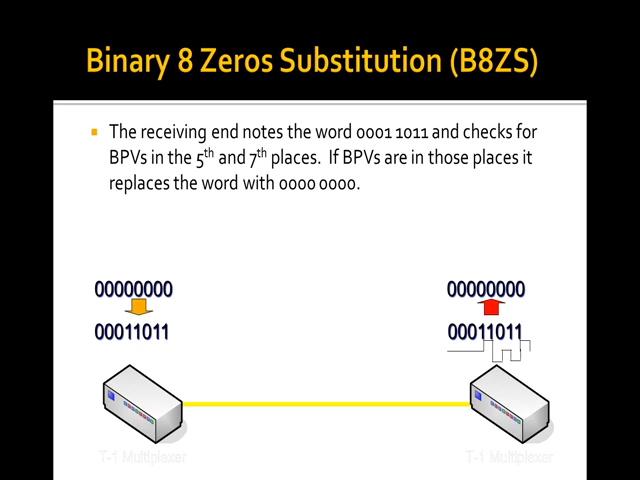 Binary 8 Zeros Substitution (B8ZS)
The receiving end notes the word 0001 1011 and checks for
BPVs in the 5th and 7th places. If BPVs are in those places it
replaces the word with 0000 0000.
00000000 00000000
00011011 00011011
T-1 Multiplexer T-1 Multiplexer